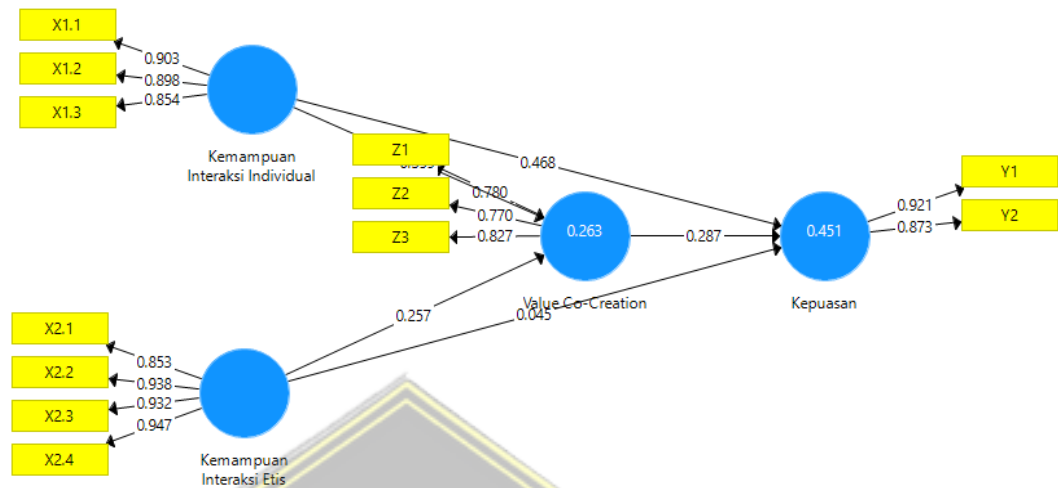 X1.1
X1.2
X1.3
0.903
0.898
0.854
Kemampuan
Interaksi Individual
Z1
Z2
Z3
0.780
0.770
0.827
0.468
0.263
Value Co-Creation
0.287
0.451
Kepuasan
Y1
Y2
0.921
0.873
0.257
0.045
X2.1
X2.2
X2.3
X2.4
0.853
0.938
0.932
0.947
Kemampuan
Interaksi Etis